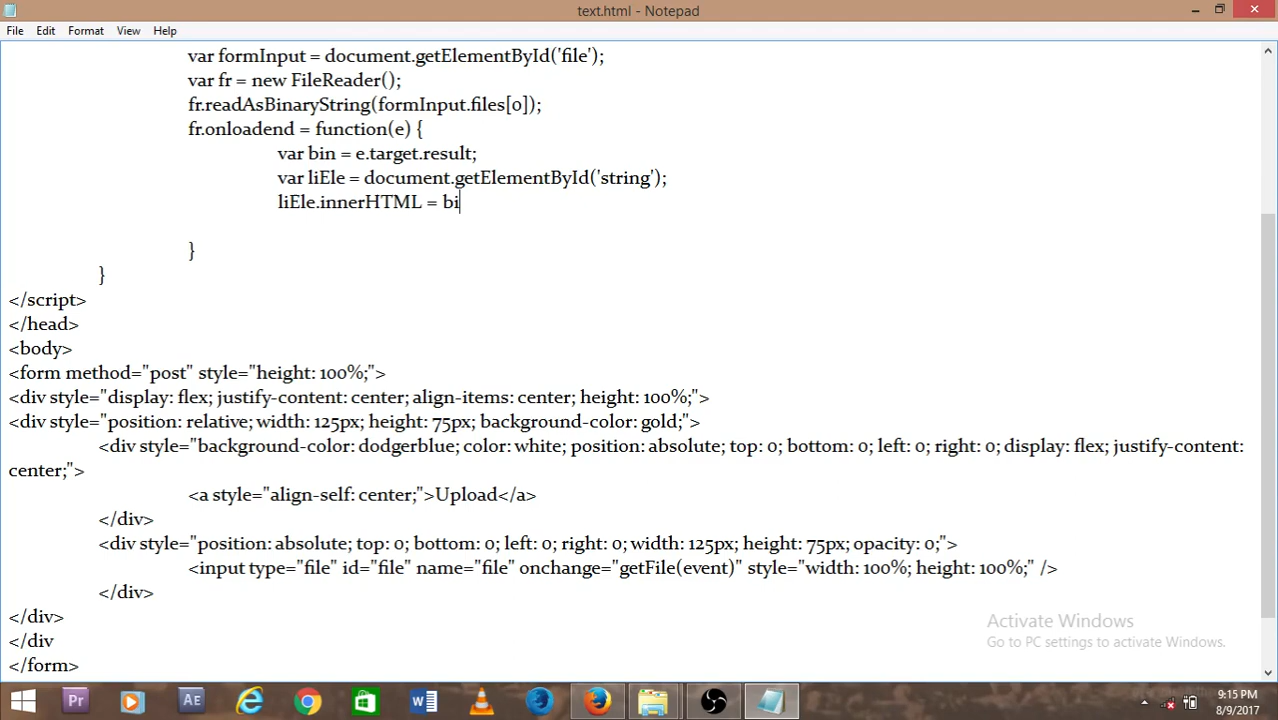 text.html - Notepad
File Edit Format View Help
var formInput = document.getElementById('file');
var fr = new FileReader();
fr.readAsBinaryString(formInput.files[0]);
fr.onloadend = function(e) {
var bin = e.target.result;
var liEle = document.getElementById('string');
liEle.innerHTML = bi
}
}
</script>
</head>
<body>
<form method="post" style="height: 100%;">
<div style="display: flex; justify-content: center; align-items: center; height: 100%;">
<div style="position: relative; width: 125px; height: 75px; background-color: gold;">
<div style="background-color: dodgerblue; color: white; position: absolute; top: 0; bottom: 0; left: 0; right: 0; display: flex; justify-content:
center;">
<a style="align-self: center;">Upload</a>
</div>
<div style="position: absolute; top: 0; bottom: 0; left: 0; right: 0; width: 125px; height: 75px; opacity: 0;">
<input type="file" id="file" name="file" onchange="getFile(event)" style="width: 100%; height: 100%;" />
</div>
</div>
</div
</form>
Activate Windows
Go to PC settings to activate Windows.
Pr
AE
9:15 PM
8/9/2017